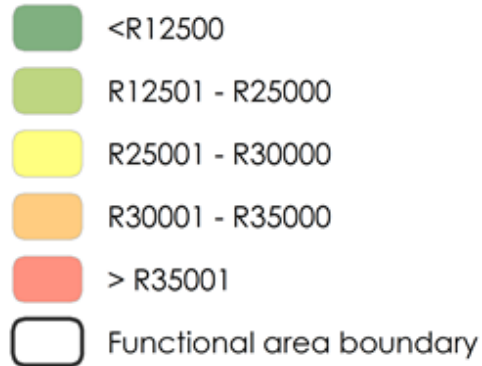 <R12500
R12501 - R25000
R25001 - R30000
R30001 - R35000
> R35001
Functional area boundary